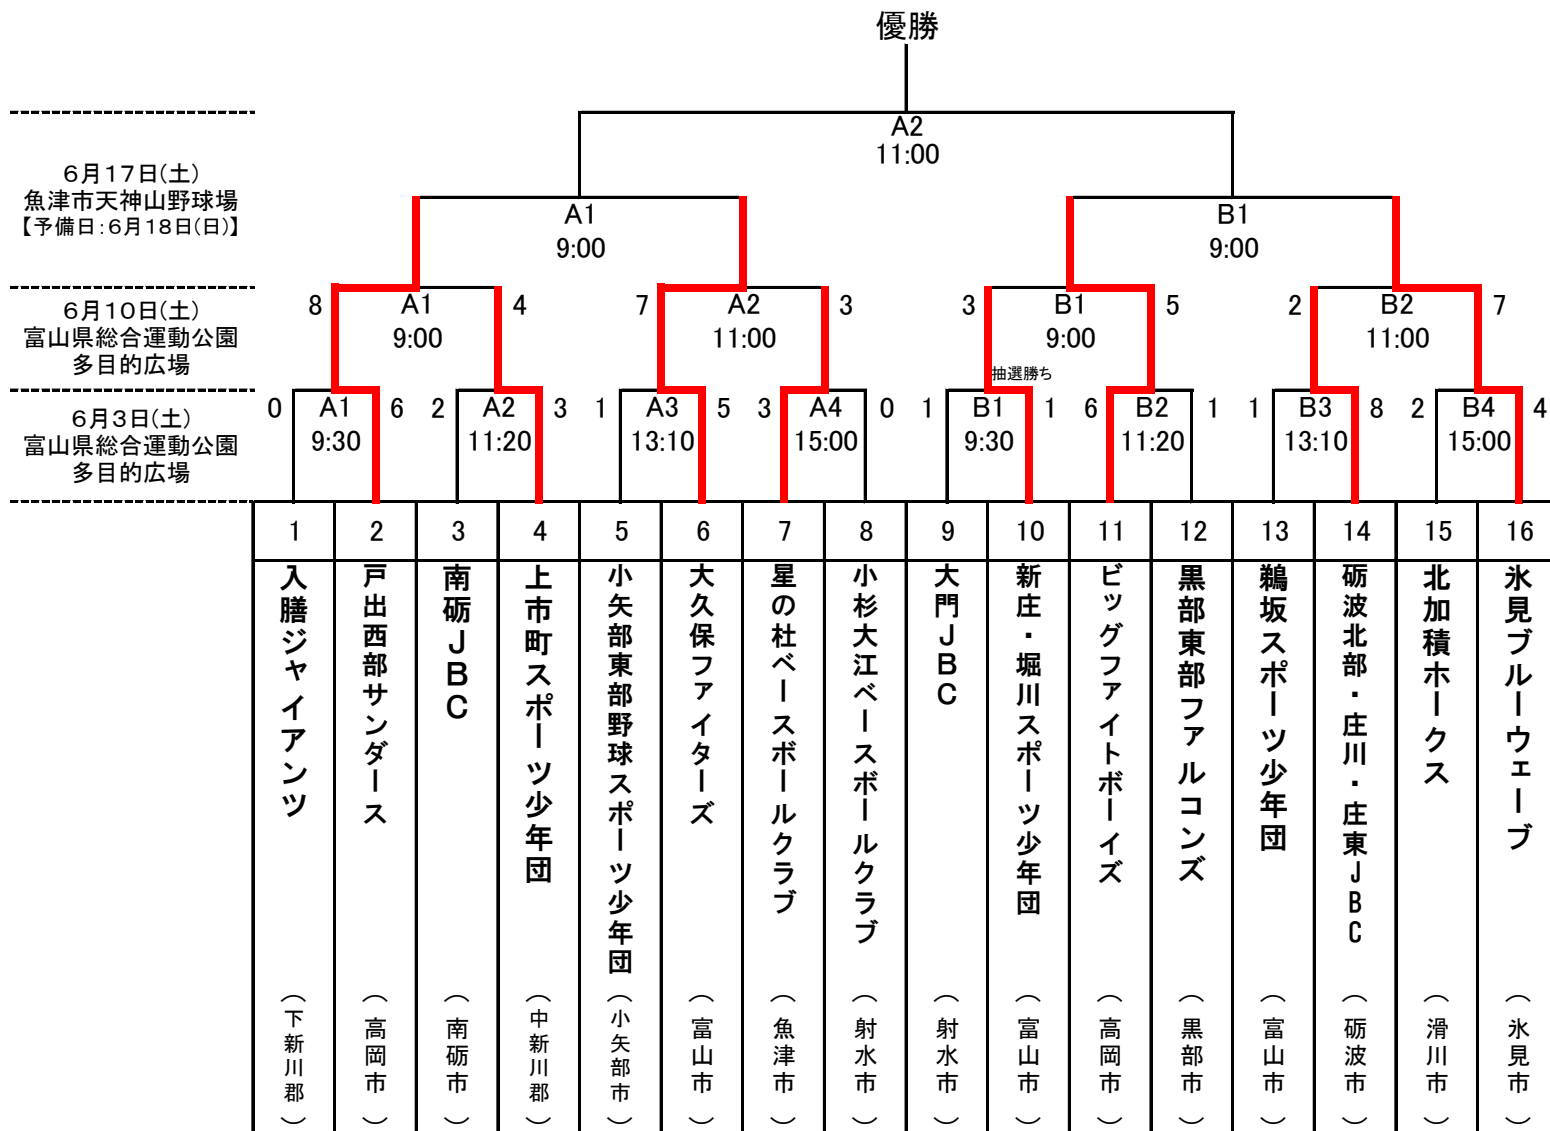 優勝
A2
11:00
6月17日(土)
魚津市天神山野球場
【予備日：6月18日(日)】
A1
9:00
B1
9:00
6月10日(土)
富山県総合運動公園
多目的広場
8
A1
9:00
4
7
A2
11:00
3
3
B1
9:00
5
2
B2
11:00
7
抽選勝ち
6月3日(土)
富山県総合運動公園
多目的広場
0
A1
9:30
6
2
A2
11:20
3
1
A3
13:10
5
3
A4
15:00
0
1
B1
9:30
1
6
B2
11:20
1
1
B3
13:10
8
2
B4
15:00
4
1
入膳ジャイアンツ
（下新川郡）
2
戸出西部サンダース
（高岡市）
3
南砺JBC
（南砺市）
4
上市町スポーツ少年団
（中新川郡）
5
小矢部東部野球スポーツ少年団
（小矢部市）
6
大久保ファイターズ
（富山市）
7
星の杜ベースボールクラブ
（魚津市）
8
小杉大江ベースボールクラブ
（射水市）
9
大門JBC
（射水市）
10
新庄・堀川スポーツ少年団
（富山市）
11
ビッグファイトボーイズ
（高岡市）
12
黒部東部ファルコンズ
（黒部市）
13
鵜坂スポーツ少年団
（富山市）
14
砺波北部・庄川・庄東JBC
（砺波市）
15
北加積ホークス
（滑川市）
16
氷見ブルーウェーブ
（氷見市）